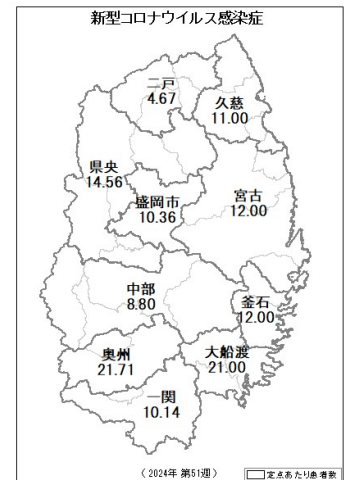 新型コロナウイルス感染症
二戸
4.67
久慈
11.00
県央
14.56
盛岡市
10.36
宮古
12.00
中部
8.80
釜石
12.00
奥州
21.71
大船渡
21.00
一関
10.14
（2024年 第51週）
定点あたり患者数